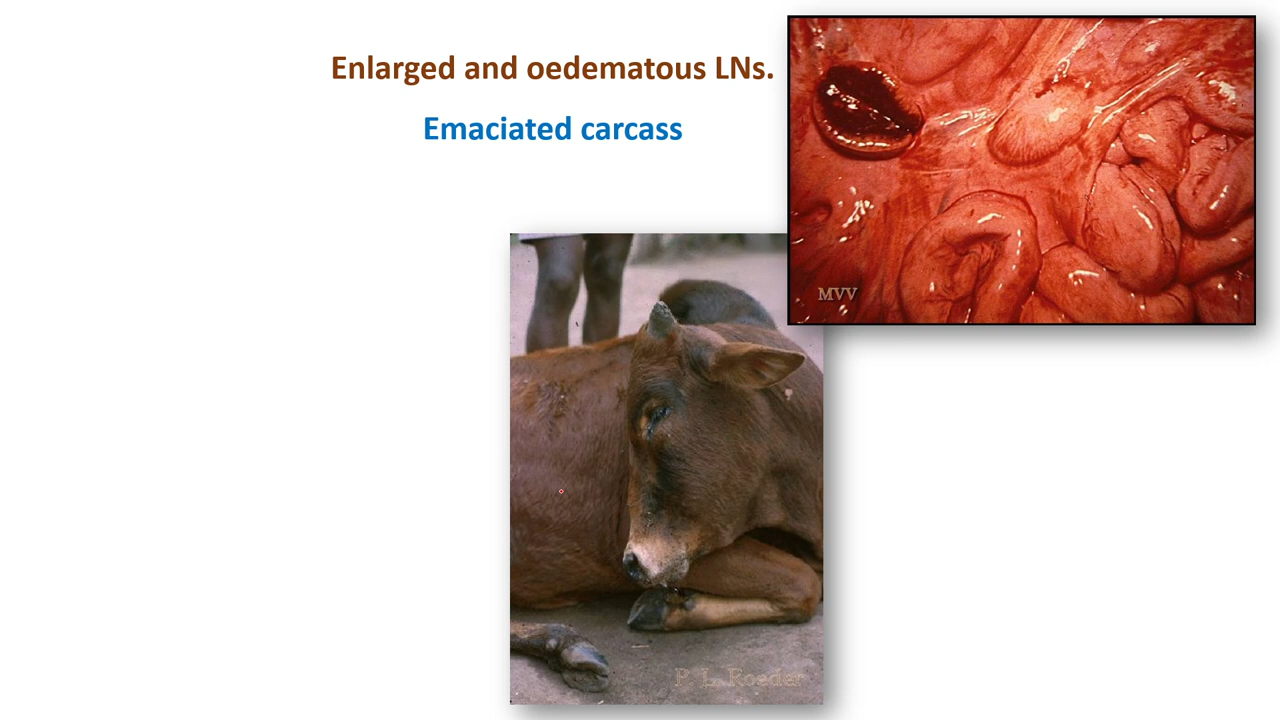 Enlarged and oedematous LNs.
Emaciated carcass
MVV
P. L. Roeder